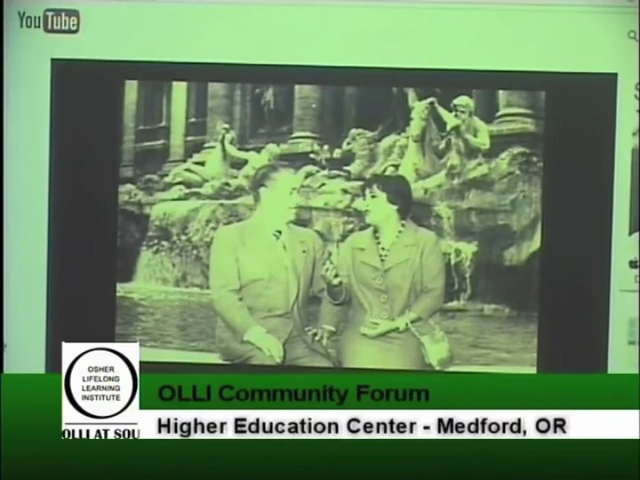 YouTube
OSHER
LIFELONG
LEARNING
INSTITUTE
OLLI AT SOU
OLLI Community Forum
Higher Education Center - Medford, OR